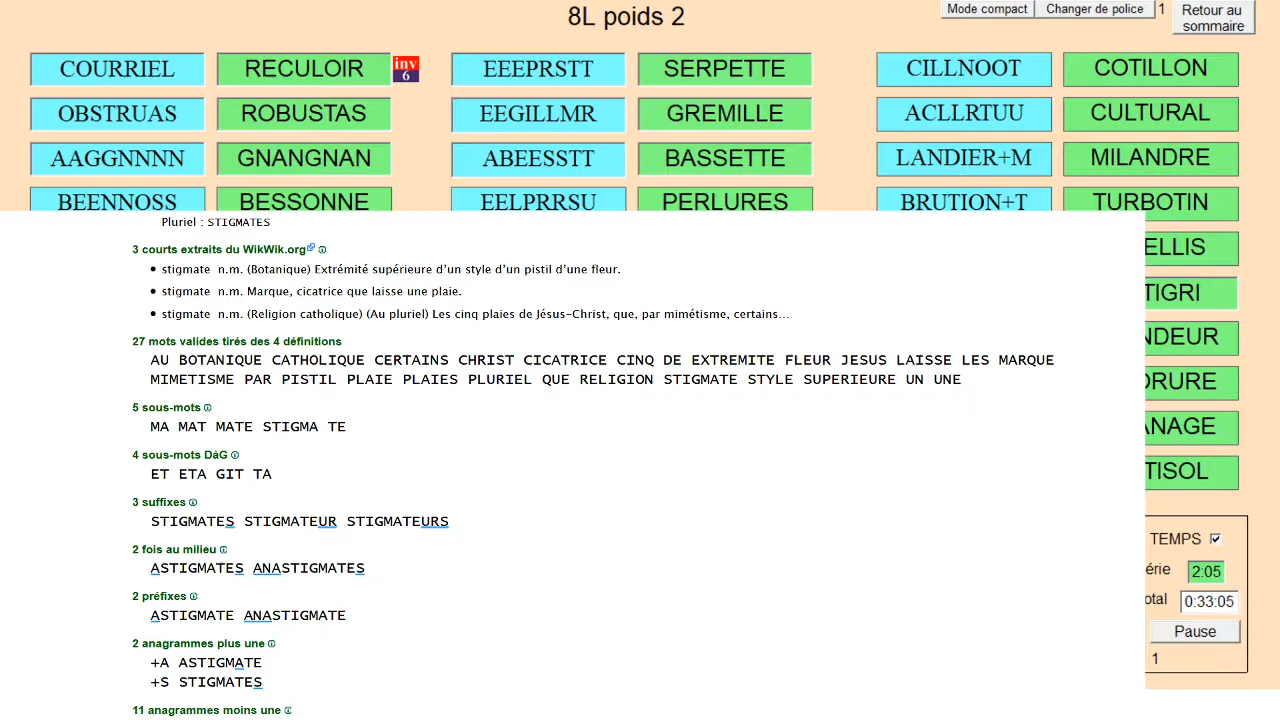 8L poids 2
Mode compact Changer de police 1 Retour au sommaire
COURRIEL RECULOIR inv 6 EEEPRSTT SERPETTE CILLNOOT COTILLON
OBSTRUAS ROBUSTAS EEGILLMR GREMILLE ACLLRTUU CULTURAL
AAGGNNNN GNANGNAN ABEESSTT BASSETTE LANDIER+M MILANDRE
BEENNOSS BESSONNE EELPRRSU PERLURES BRUTION+T TURBOTIN
Pluriel : STIGMATES
3 courts extraits du WikWik.org
• stigmate n.m. (Botanique) Extrémité supérieure d’un style d’un pistil d’une fleur.
• stigmate n.m. Marque, cicatrice que laisse une plaie.
• stigmate n.m. (Religion catholique) (Au pluriel) Les cinq plaies de Jésus-Christ, que, par mimétisme, certains…
27 mots valides tirés des 4 définitions
AU BOTANIQUE CATHOLIQUE CERTAINS CHRIST CICATRICE CINQ DE EXTREMITE FLEUR JESUS LAISSE LES MARQUE
MIMETISME PAR PISTIL PLAIE PLAIES PLURIEL QUE RELIGION STIGMATE STYLE SUPERIEURE UN UNE
5 sous-mots
MA MAT MATE STIGMA TE
4 sous-mots DàG
ET ETA GIT TA
3 suffixes
STIGMATES STIGMATEUR STIGMATEURS
2 fois au milieu
ASTIGMATES ANASTIGMATES
2 préfixes
ASTIGMATE ANASTIGMATE
2 anagrammes plus une
+A ASTIGMATE
+S STIGMATES
11 anagrammes moins une
ELLIS
TIGRI
NDEUR
ORURE
ANAGE
TISOL
TEMPS
érie 2:05
otal 0:33:05
Pause
1